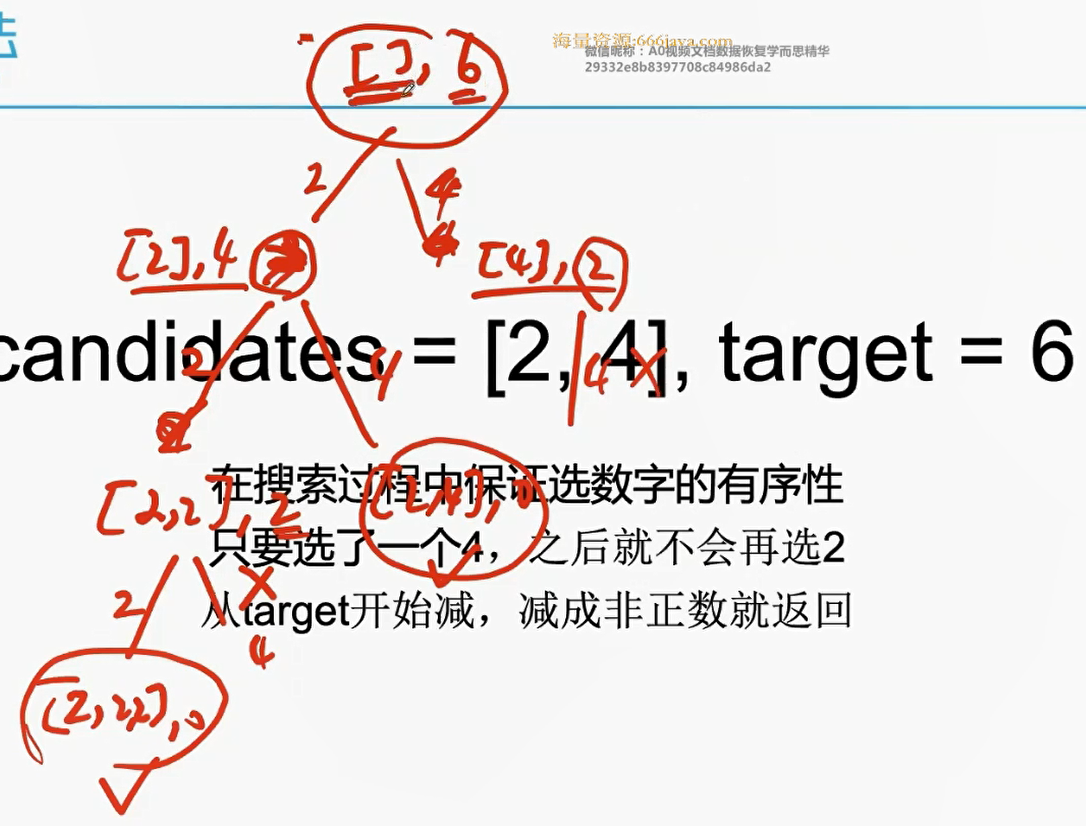 法
海量资源:666java.com
微信昵称：A0视频文档数据恢复学而思精华
29332e8b8397708c84986da2
[], 6
2
4
[2],4
[4],2
candidates = [2, 4], target = 6
2
4
4
在搜索过程中保证选数字的有序性
[2,2],2
[2,4],0
只要选了一个4，之后就不会再选2
从target开始减，减成非正数就返回
2
4
[2,2,2],0